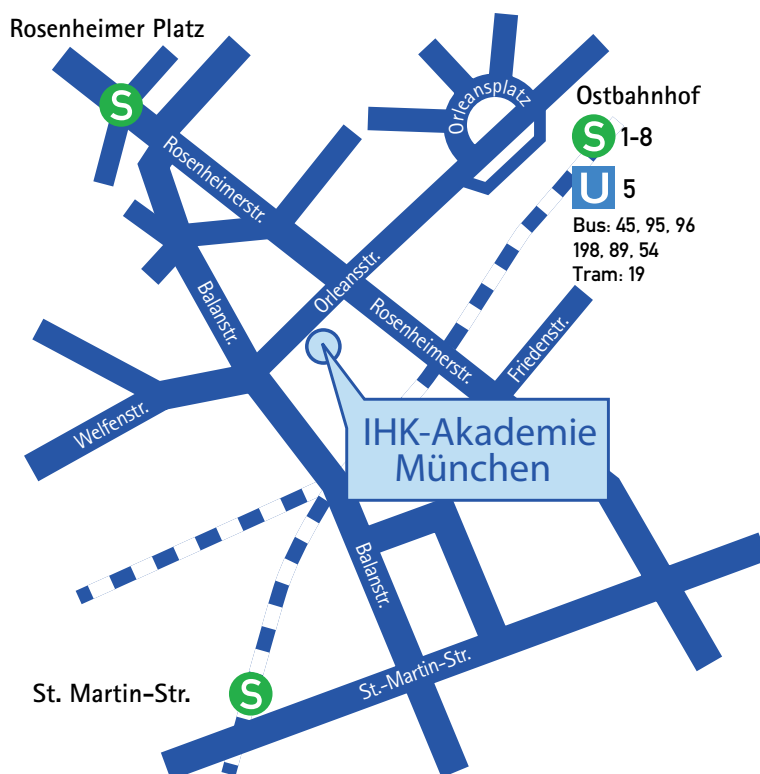 Rosenheimer Platz
S
Orleansplatz
Ostbahnhof
S 1-8
U 5
Bus: 45, 95, 96
198, 89, 54
Tram: 19
Rosenheimerstr.
Orleansstr.
Balanstr.
Rosenheimerstr.
Friedenstr.
Welfenstr.
IHK-Akademie
München
Balanstr.
St.-Martin-Str.
St. Martin-Str. S